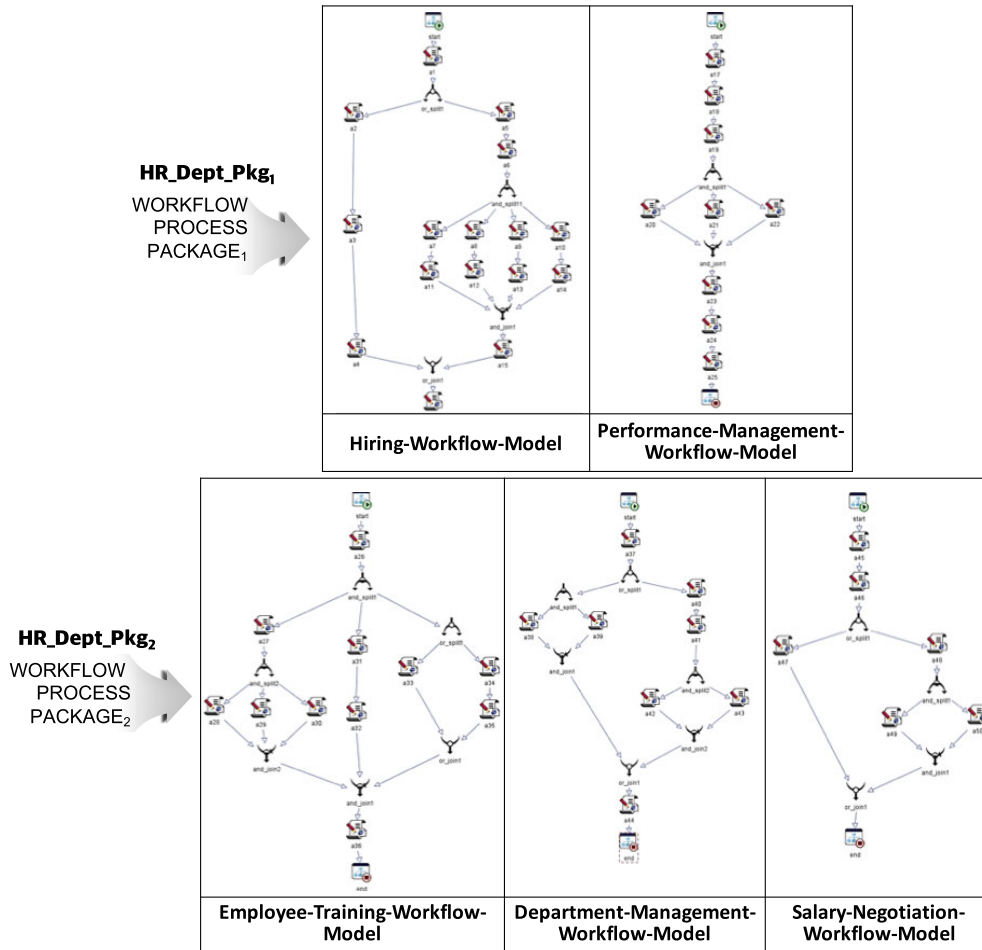 HR_Dept_Pkg1
WORKFLOW
PROCESS
PACKAGE1
start
a1
or_split1
a2
a5
a6
and_split11
a3
a7
a8
a9
a10
a11
a12
a13
a14
and_join1
a4
a15
or_join1
Hiring-Workflow-Model
start
a17
a18
a19
and_split1
a20
a21
a22
and_join1
a23
a24
a25
Performance-Management-
Workflow-Model
HR_Dept_Pkg2
WORKFLOW
PROCESS
PACKAGE2
start
a26
and_split1
a27
a31
or_split1
and_split2
a33
a34
a28
a29
a30
a32
a35
and_join2
or_join1
and_join1
a36
end
Employee-Training-Workflow-
Model
start
a37
or_split1
and_split1
a40
a38
a39
a41
and_join1
and_split2
a42
a43
and_join2
or_join1
a44
end
Department-Management-
Workflow-Model
start
a45
a46
or_split1
a47
a48
and_split1
a49
a50
and_join1
or_join1
end
Salary-Negotiation-
Workflow-Model